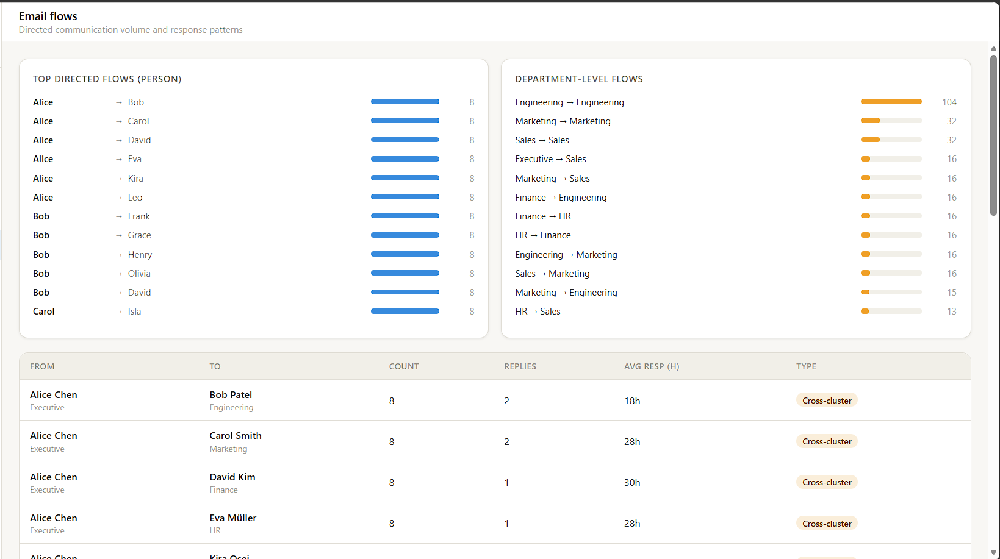 Email flows
Directed communication volume and response patterns
TOP DIRECTED FLOWS (PERSON)
Alice → Bob 8
Alice → Carol 8
Alice → David 8
Alice → Eva 8
Alice → Kira 8
Alice → Leo 8
Bob → Frank 8
Bob → Grace 8
Bob → Henry 8
Bob → Olivia 8
Bob → David 8
Carol → Isla 8
DEPARTMENT-LEVEL FLOWS
Engineering → Engineering 104
Marketing → Marketing 32
Sales → Sales 32
Executive → Sales 16
Marketing → Sales 16
Finance → Engineering 16
Finance → HR 16
HR → Finance 16
Engineering → Marketing 16
Sales → Marketing 16
Marketing → Engineering 15
HR → Sales 13
FROM TO COUNT REPLIES AVG RESP (H) TYPE
Alice Chen Bob Patel 8 2 18h Cross-cluster
Executive Engineering
Alice Chen Carol Smith 8 2 28h Cross-cluster
Executive Marketing
Alice Chen David Kim 8 1 30h Cross-cluster
Executive Finance
Alice Chen Eva Müller 8 1 28h Cross-cluster
Executive HR
Alice Chen Kira Osei